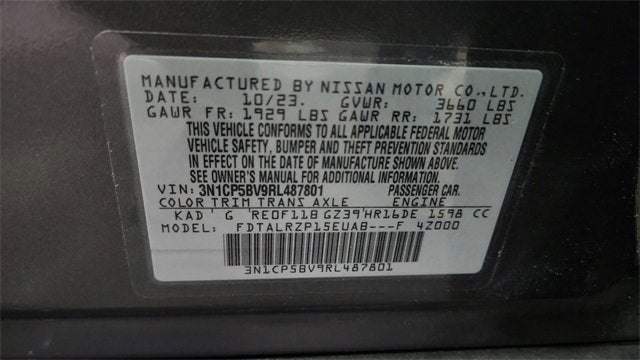 MANUFACTURED BY NISSAN MOTOR CO.,LTD.
DATE: 10/23. GVWR: 3660 LBS
GAWR FR: 1929 LBS GAWR RR: 1731 LBS
THIS VEHICLE CONFORMS TO ALL APPLICABLE FEDERAL MOTOR
VEHICLE SAFETY, BUMPER AND THEFT PREVENTION STANDARDS
IN EFFECT ON THE DATE OF MANUFACTURE SHOWN ABOVE.
SEE OWNER'S MANUAL FOR ADDITIONAL INFORMATION.
VIN: 3N1CP5BV9RL487801 PASSENGER CAR.
COLOR TRIM TRANS AXLE ENGINE
KAD ' G RE0F11B GZ39'HR16DE 1598 CC
MODEL: FDTALRZP15EUAB---F 4Z000
3N1CP5BV9RL487801